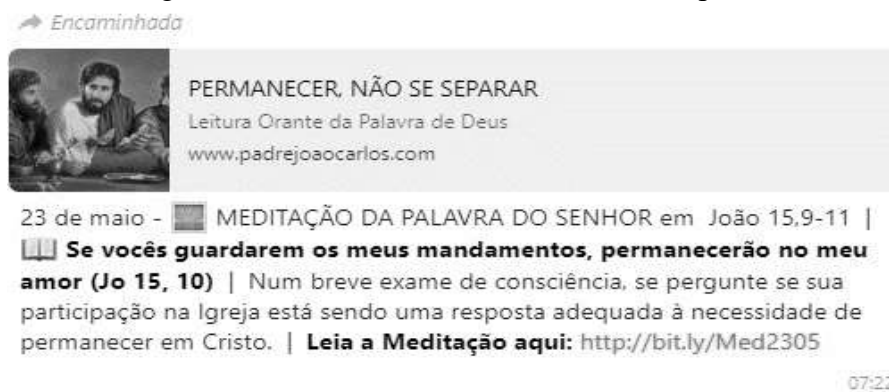 Encaminhada
PERMANECER, NÃO SE SEPARAR
Leitura Orante da Palavra de Deus
www.padrejoaocarlos.com
23 de maio - MEDITAÇÃO DA PALAVRA DO SENHOR em João 15,9-11 |
Se vocês guardarem os meus mandamentos, permanecerão no meu
amor (Jo 15, 10) | Num breve exame de consciência, se pergunte se sua
participação na Igreja está sendo uma resposta adequada à necessidade de
permanecer em Cristo. | Leia a Meditação aqui: http://bit.ly/Med2305
07:22